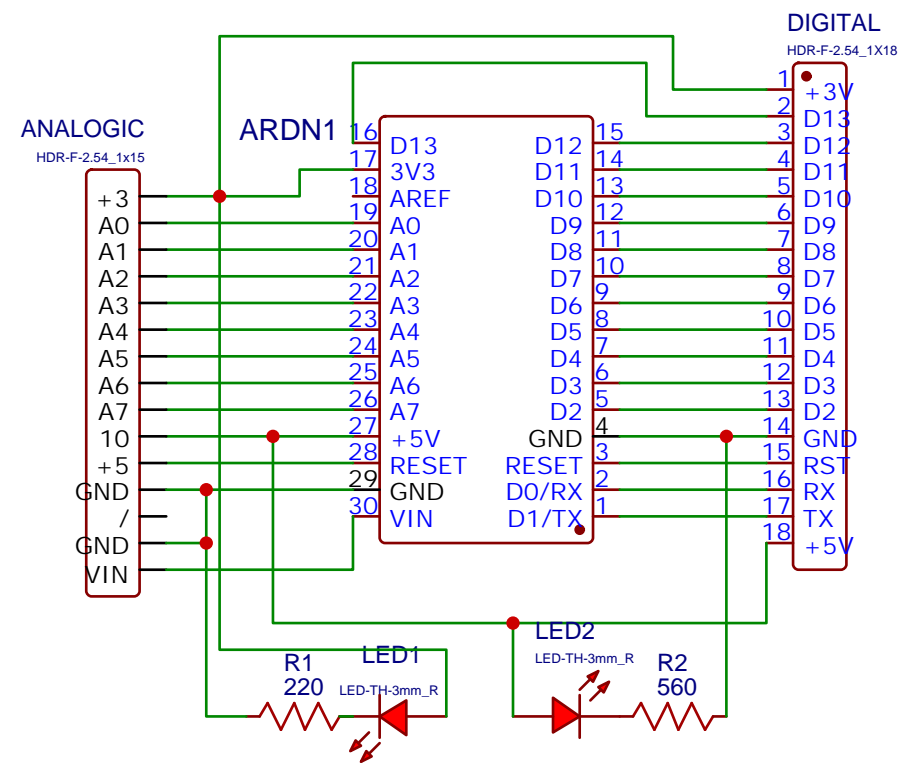 DIGITAL
HDR-F-2.54_1X18
ANALOGIC
HDR-F-2.54_1x15
ARDN1
+3
A0
A1
A2
A3
A4
A5
A6
A7
10
+5
GND
/
GND
VIN
16 D13
17 3V3
18 AREF
19 A0
20 A1
21 A2
22 A3
23 A4
24 A5
25 A6
26 A7
27 +5V
28 RESET
29 GND
30 VIN
D12 15
D11 14
D10 13
D9 12
D8 11
D7 10
D6 9
D5 8
D4 7
D3 6
D2 5
GND 4
RESET 3
D0/RX 2
D1/TX 1
1 +3V
2 D13
3 D12
4 D11
5 D10
6 D9
7 D8
8 D7
9 D6
10 D5
11 D4
12 D3
13 D2
14 GND
15 RST
16 RX
17 TX
18 +5V
R1
220
LED1
LED-TH-3mm_R
LED2
LED-TH-3mm_R
R2
560